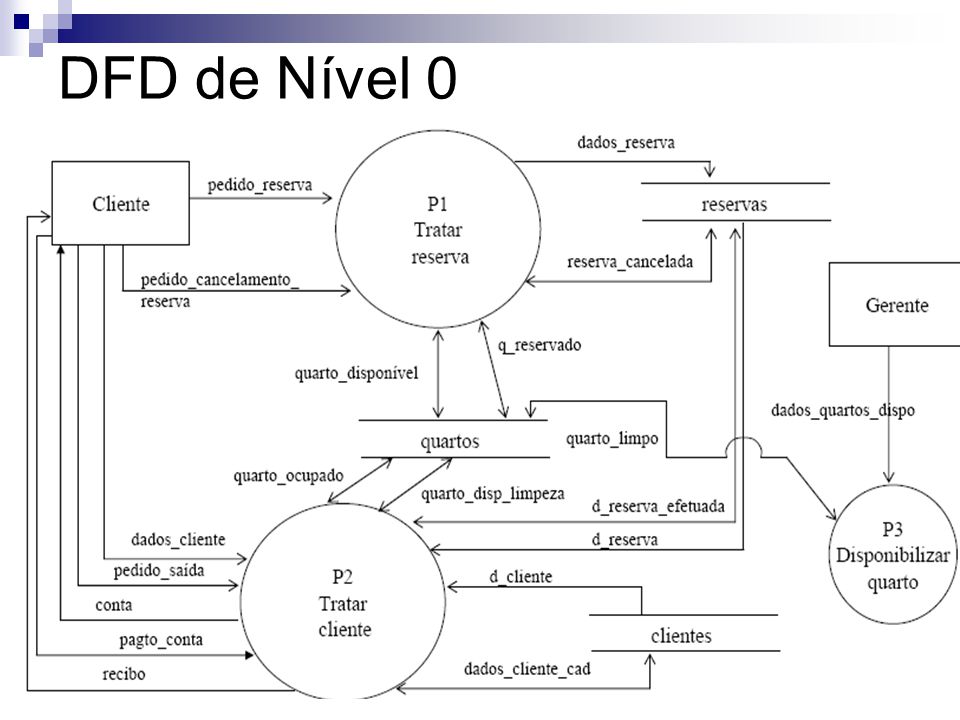 DFD de Nível 0
dados_reserva
Cliente
pedido_reserva
P1
Tratar
reserva
reservas
pedido_cancelamento_
reserva
reserva_cancelada
Gerente
q_reservado
quarto_disponível
dados_quartos_dispo
quartos
quarto_limpo
quarto_ocupado
quarto_disp_limpeza
d_reserva_efetuada
dados_cliente
d_reserva
P3
Disponibilizar
quarto
pedido_saída
P2
Tratar
cliente
d_cliente
conta
clientes
pagto_conta
recibo
dados_cliente_cad